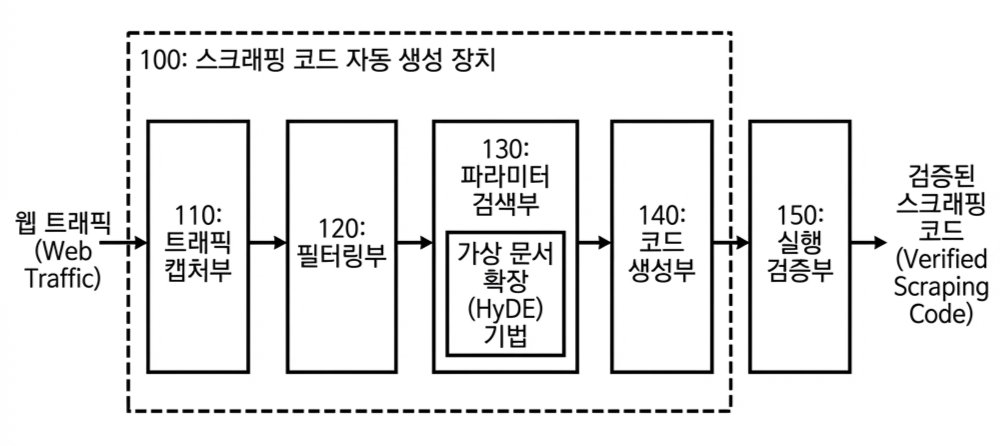 100: 스크래핑 코드 자동 생성 장치
웹 트래픽
(Web
Traffic)
110:
트래픽
캡처부
120:
필터링부
130:
파라미터
검색부
가상 문서
확장
(HyDE)
기법
140:
코드
생성부
150:
실행
검증부
검증된
스크래핑
코드
(Verified
Scraping
Code)